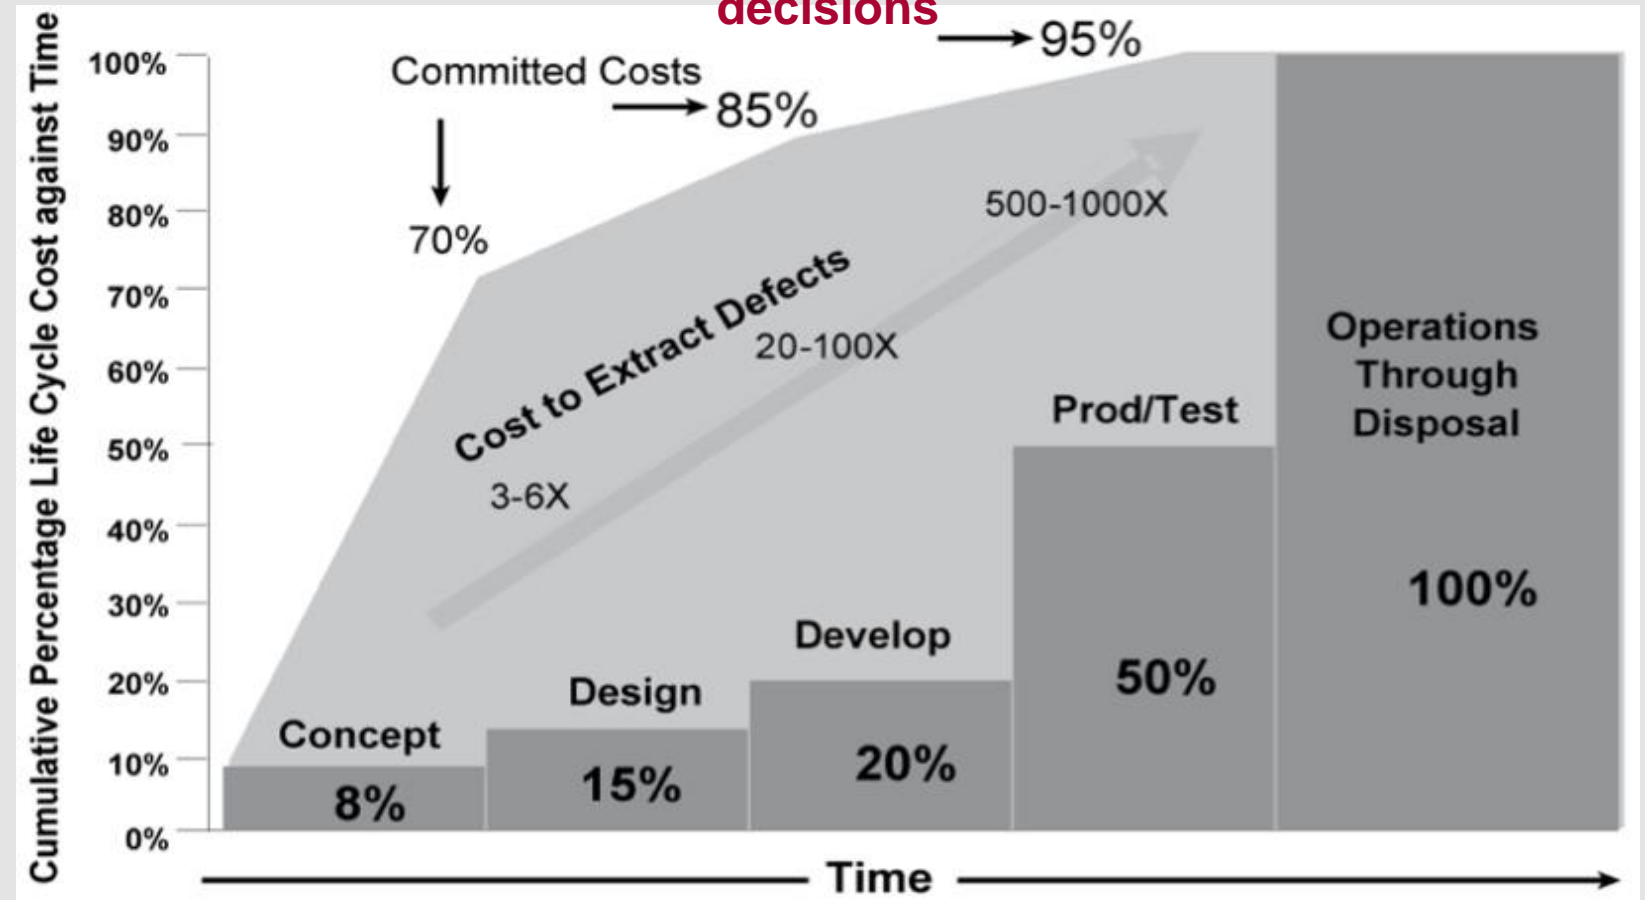 decisions
Cumulative Percentage Life Cycle Cost against Time
100%
90%
80%
70%
60%
50%
40%
30%
20%
10%
0%
Committed Costs
70%
85%
95%
Cost to Extract Defects
3-6X
20-100X
500-1000X
Concept
8%
Design
15%
Develop
20%
Prod/Test
50%
Operations
Through
Disposal
100%
Time